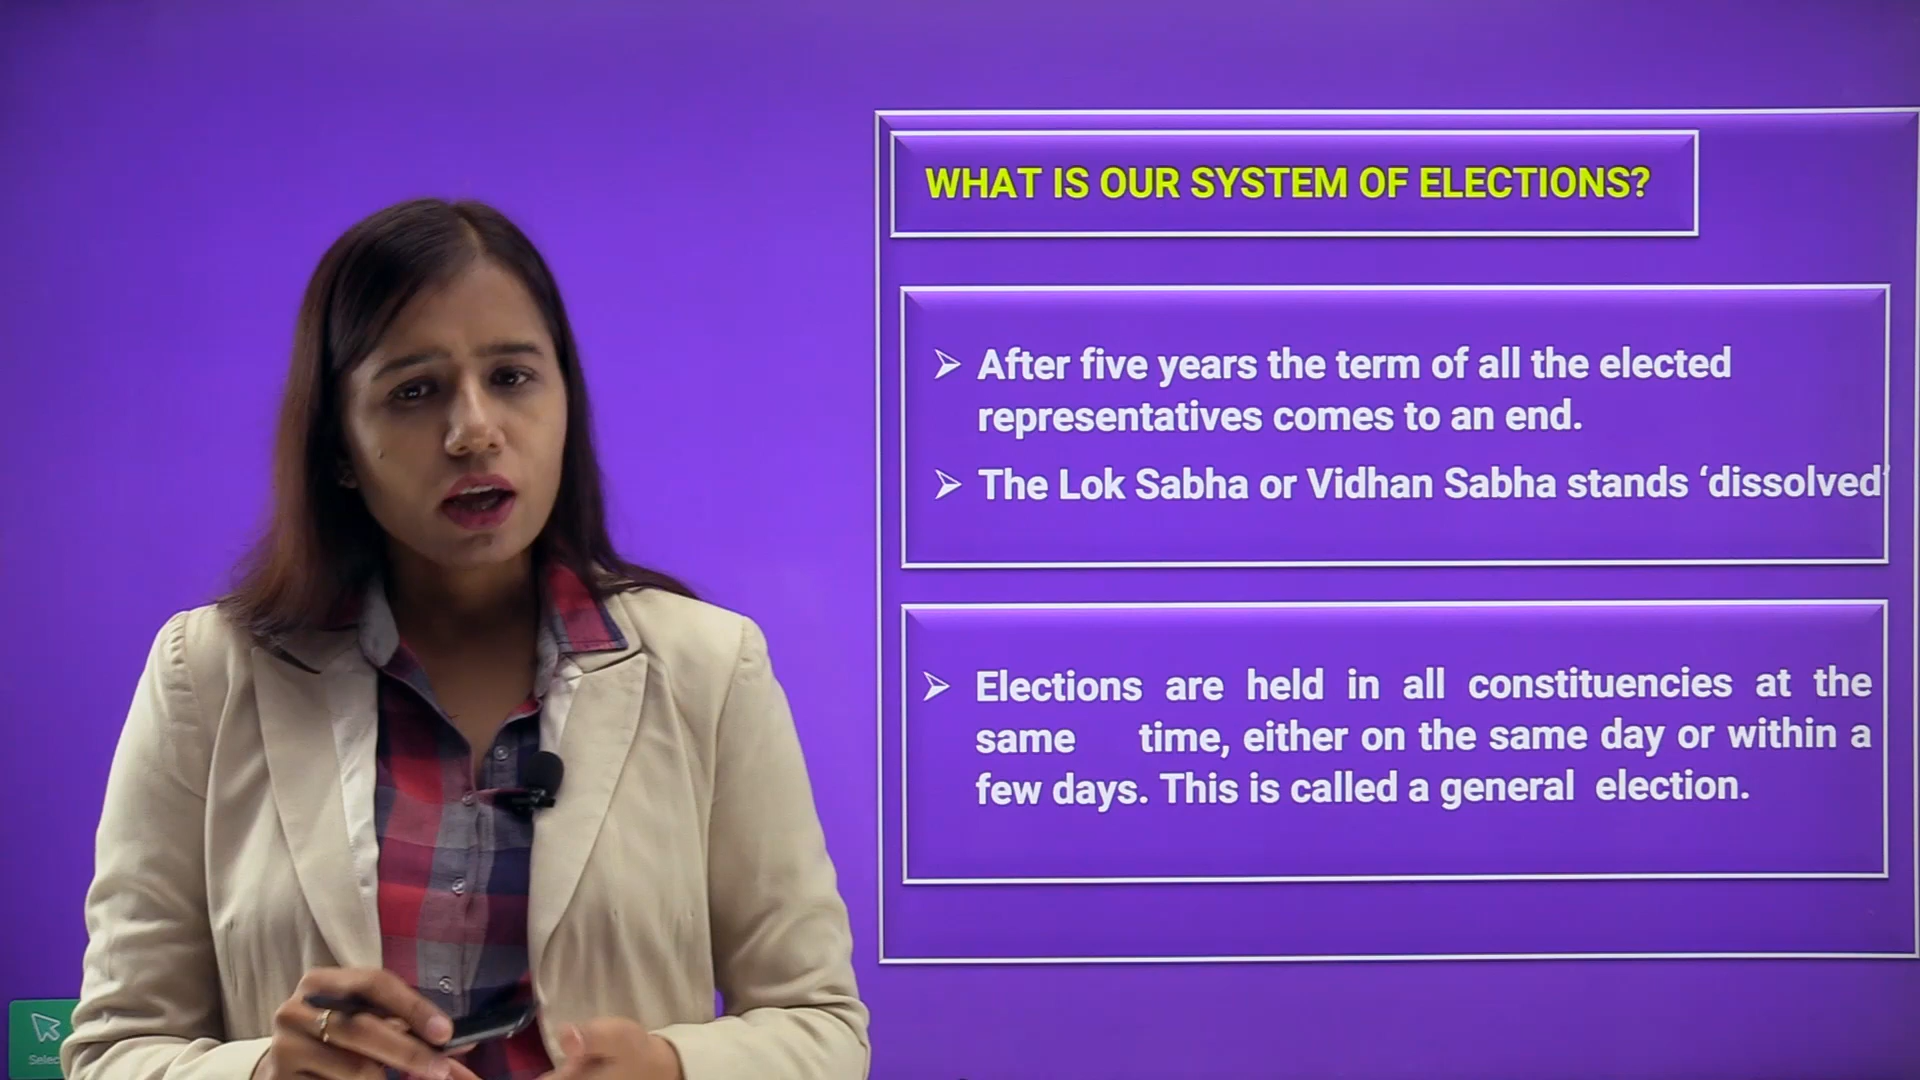 WHAT IS OUR SYSTEM OF ELECTIONS?
➢ After five years the term of all the elected
representatives comes to an end.
➢ The Lok Sabha or Vidhan Sabha stands ‘dissolved’
➢ Elections are held in all constituencies at the
same time, either on the same day or within a
few days. This is called a general election.
Selec